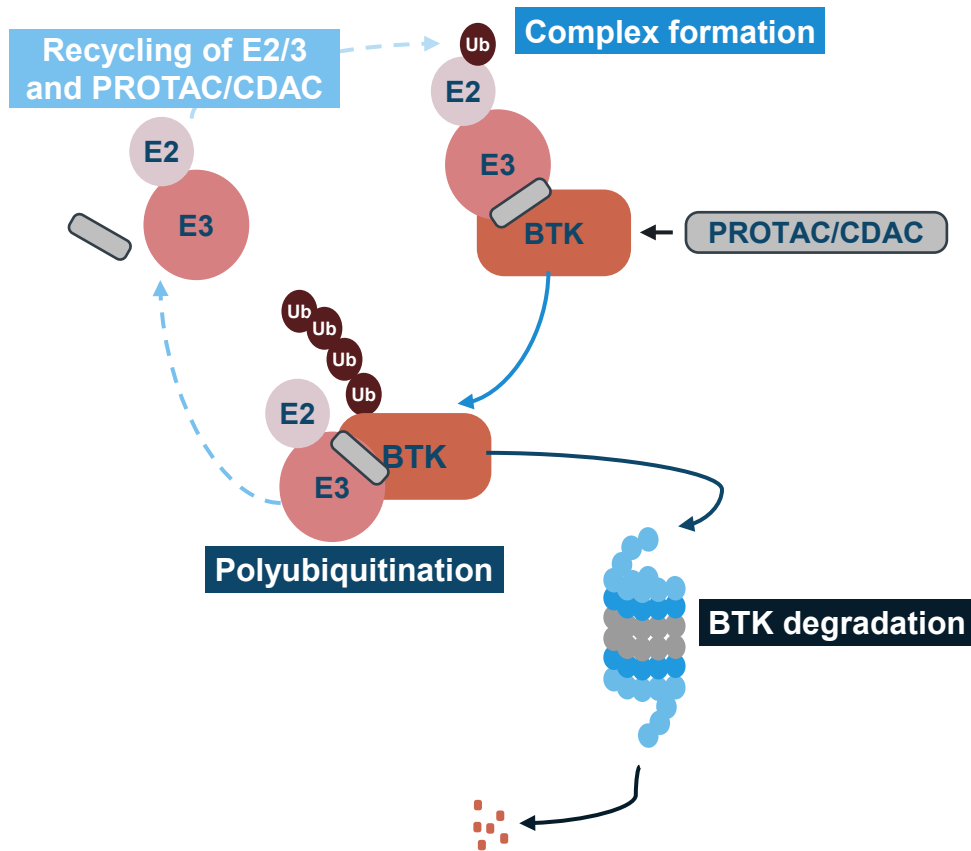 Complex formation
Recycling of E2/3
and PROTAC/CDAC
Ub
E2
E3
BTK
PROTAC/CDAC
E2
E3
Ub
Ub
Ub
Ub
E2
BTK
E3
Polyubiquitination
BTK degradation